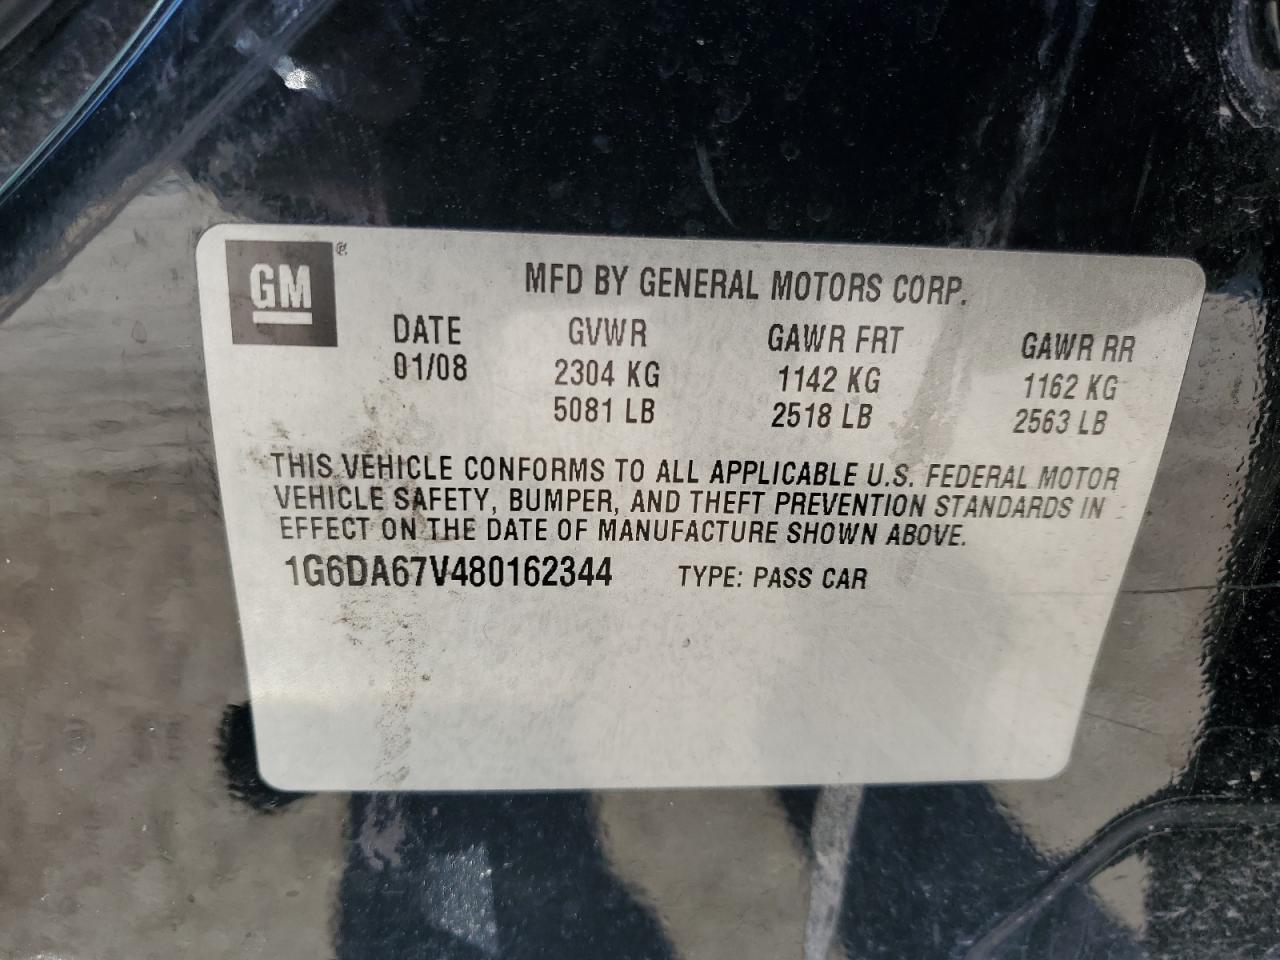 GM ®
MFD BY GENERAL MOTORS CORP.
DATE GVWR GAWR FRT GAWR RR
01/08 2304 KG 1142 KG 1162 KG
5081 LB 2518 LB 2563 LB
THIS VEHICLE CONFORMS TO ALL APPLICABLE U.S. FEDERAL MOTOR
VEHICLE SAFETY, BUMPER, AND THEFT PREVENTION STANDARDS IN
EFFECT ON THE DATE OF MANUFACTURE SHOWN ABOVE.
1G6DA67V480162344 TYPE: PASS CAR